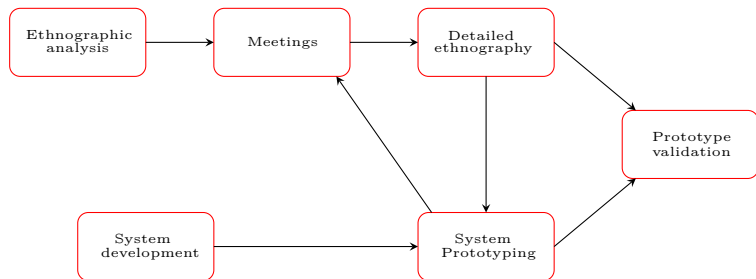 Ethnographic
analysis
Meetings
Detailed
ethnography
Prototype
validation
System
development
System
Prototyping